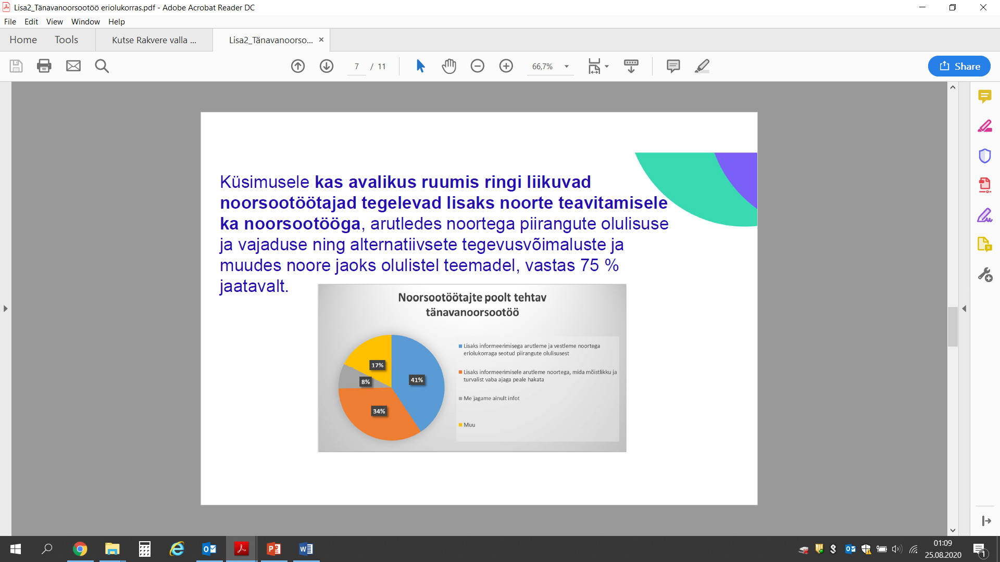 Lisa2_Tänavanoorsootöö eriolukorras.pdf - Adobe Acrobat Reader DC
File Edit View Window Help
Home Tools Kutse Rakvere valla ... Lisa2_Tänavanoorso...
7 / 11 66,7% Share
Küsimusele kas avalikus ruumis ringi liikuvad
noorsootöötajad tegelevad lisaks noorte teavitamisele
ka noorsootööga, arutledes noortega piirangute olulisuse
ja vajaduse ning alternatiivsete tegevusvõimaluste ja
muudes noore jaoks olulistel teemadel, vastas 75 %
jaatavalt.
Noorsootöötajte poolt tehtav
tänavanoorsootöö
17%
41%
8%
34%
Lisaks informeerimisega arutleme ja vestleme noortega
eriolukorraga seotud piirangute olulisusest
Lisaks informeerimisele arutleme noortega, mida mõistlikku ja
turvalist vaba ajaga peale hakata
Me jagame ainult infot
Muu
01:09
25.08.2020
1